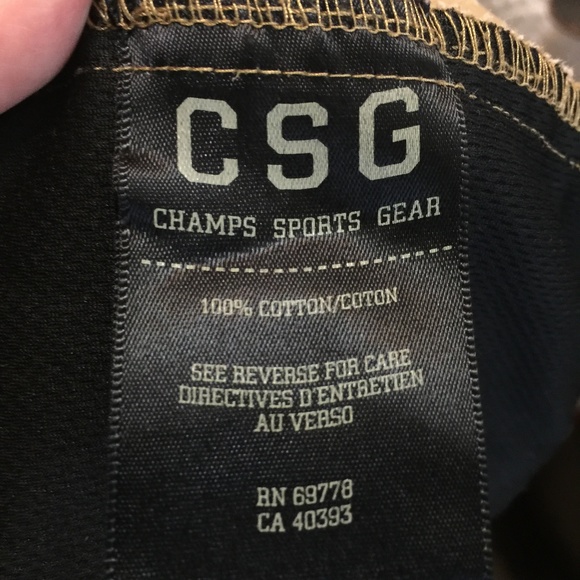 CSG
CHAMPS SPORTS GEAR
100% COTTON/COTON
SEE REVERSE FOR CARE
DIRECTIVES D'ENTRETIEN
AU VERSO
RN 69778
CA 40393